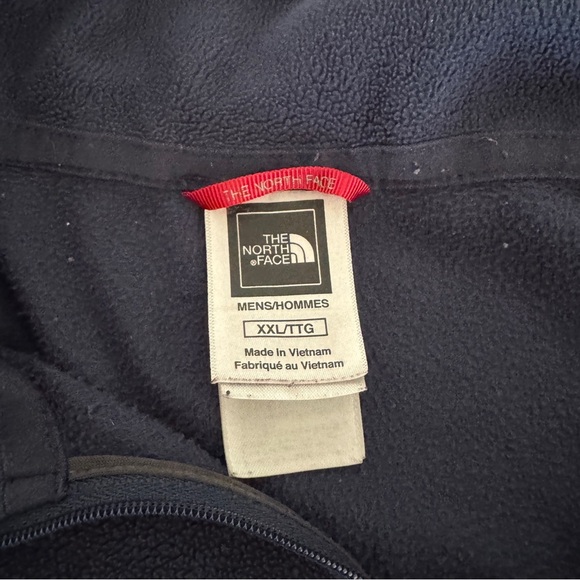 THE NORTH FACE
THE
NORTH
®FACE
MENS/HOMMES
XXL/TTG
Made In Vietnam
Fabriqué au Vietnam